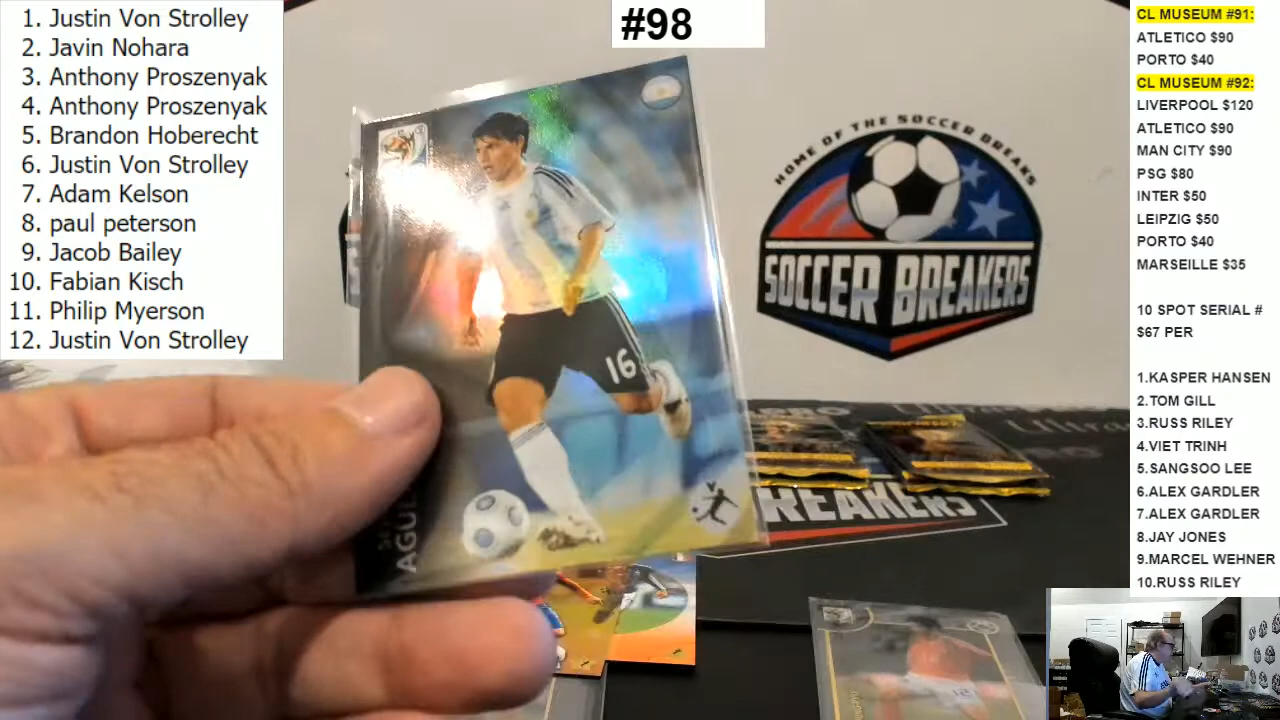 1. Justin Von Strolley
2. Javin Nohara
3. Anthony Proszenyak
4. Anthony Proszenyak
5. Brandon Hoberecht
6. Justin Von Strolley
7. Adam Kelson
8. paul peterson
9. Jacob Bailey
10. Fabian Kisch
11. Philip Myerson
12. Justin Von Strolley
#98
16
HOME OF THE SOCCER BREAKS
SOCCER BREAKERS
BREAKERS
CL MUSEUM #91:
ATLETICO $90
PORTO $40
CL MUSEUM #92:
LIVERPOOL $120
ATLETICO $90
MAN CITY $90
PSG $80
INTER $50
LEIPZIG $50
PORTO $40
MARSEILLE $35
10 SPOT SERIAL #
$67 PER
1.KASPER HANSEN
2.TOM GILL
3.RUSS RILEY
4.VIET TRINH
5.SANGSOO LEE
6.ALEX GARDLER
7.ALEX GARDLER
8.JAY JONES
9.MARCEL WEHNER
10.RUSS RILEY